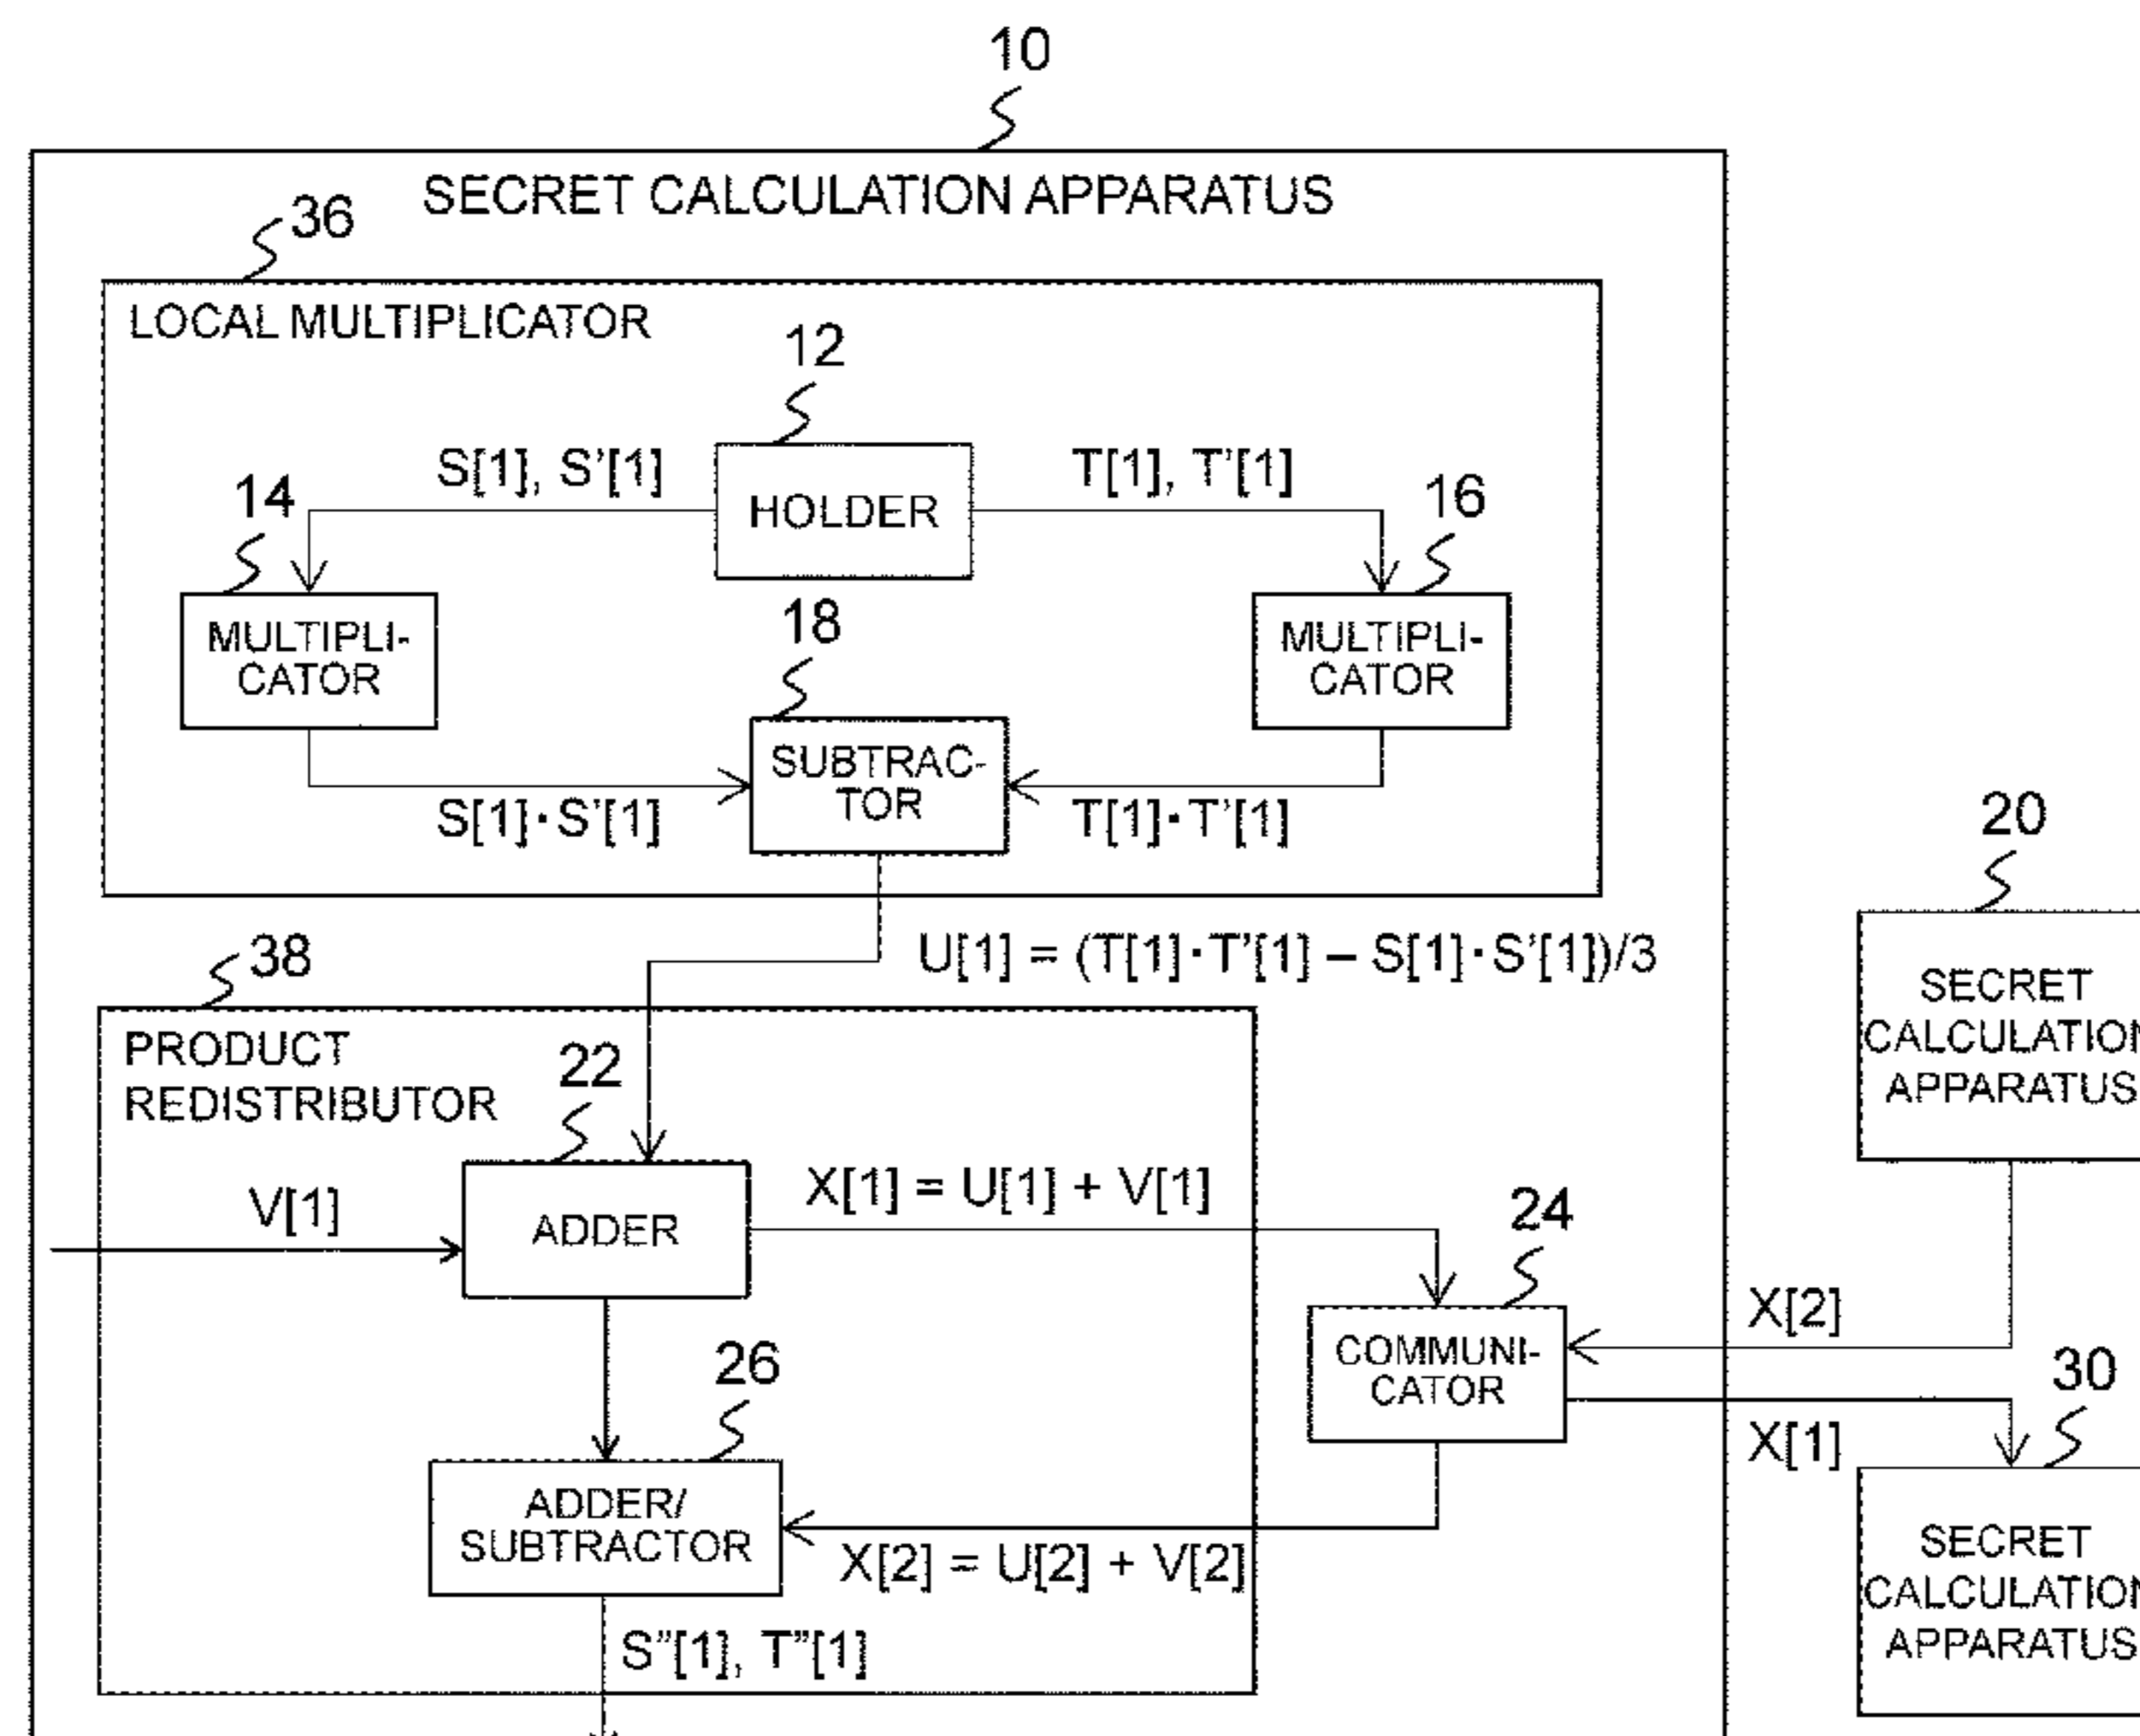 10
SECRET CALCULATION APPARATUS
36
LOCAL MULTIPLICATOR
12
S[1], S’[1]
HOLDER
T[1], T’[1]
14
16
MULTIPLI-
CATOR
18
MULTIPLI-
CATOR
SUBTRAC-
TOR
S[1]·S’[1]
T[1]·T’[1]
20
SECRET
CALCULATION
APPARATUS
U[1] = (T[1]·T’[1] – S[1]·S’[1])/3
38
PRODUCT
REDISTRIBUTOR
22
V[1]
ADDER
X[1] = U[1] + V[1]
24
COMMUNI-
CATOR
X[2]
30
X[1]
26
ADDER/
SUBTRACTOR
X[2] = U[2] + V[2]
SECRET
CALCULATION
APPARATUS
S”[1], T”[1]